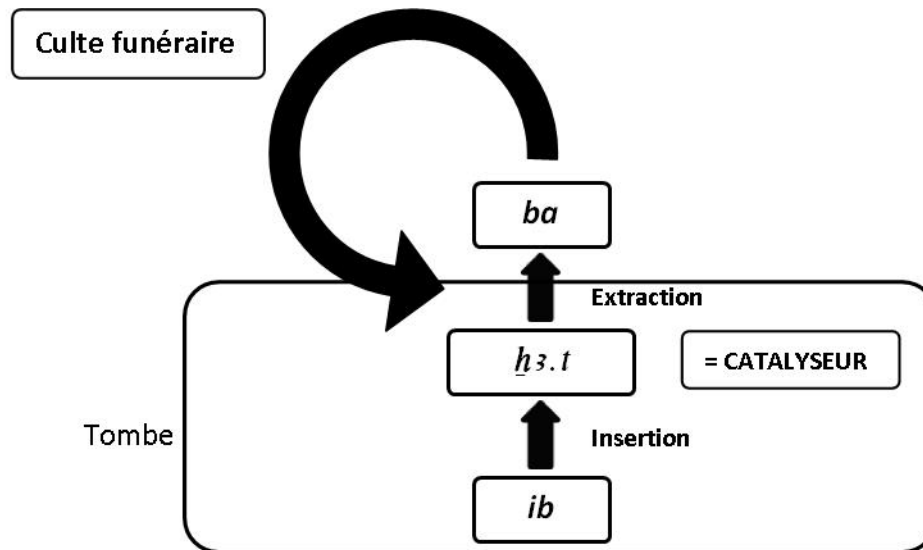 Culte funéraire
ba
Extraction
ẖꜣ.t
= CATALYSEUR
Tombe
Insertion
ib